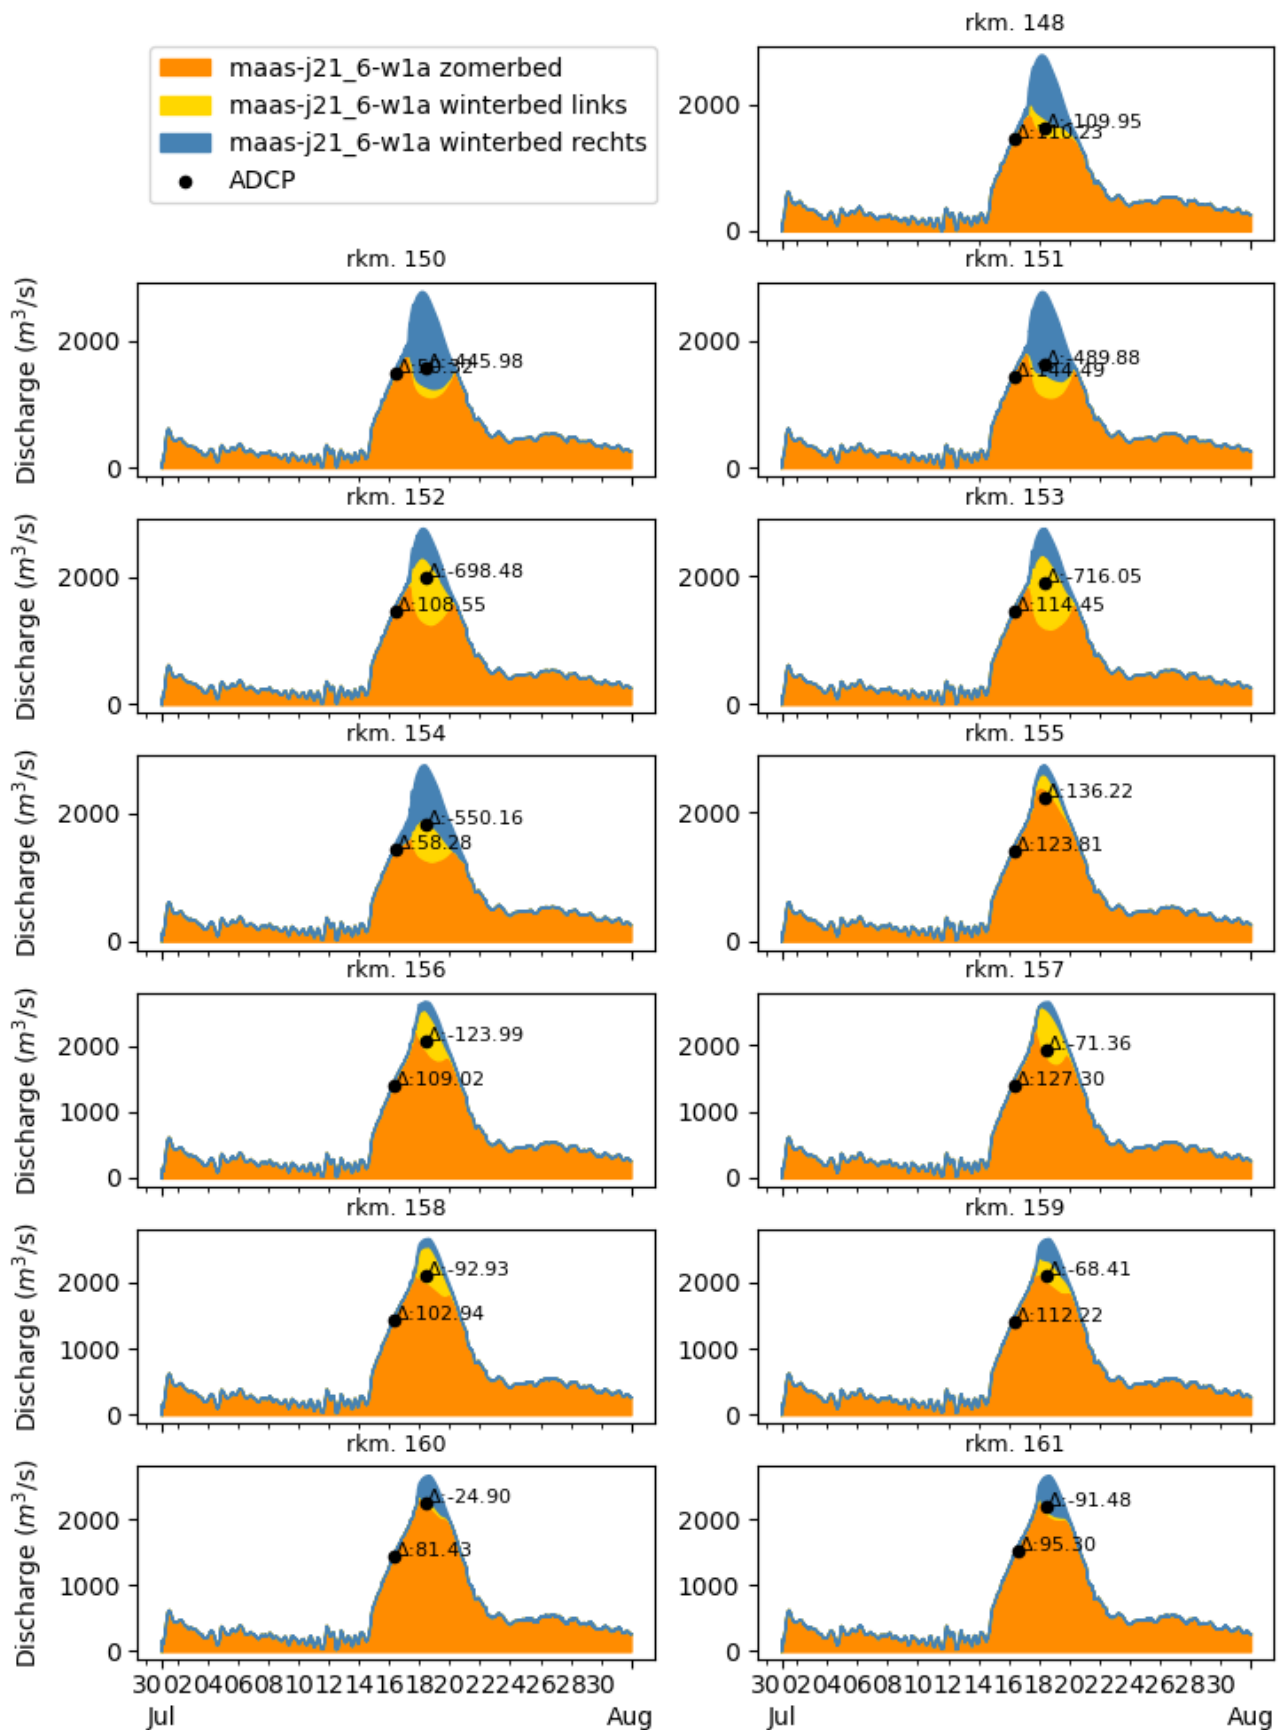 rkm. 148
maas-j21_6-w1a zomerbed
maas-j21_6-w1a winterbed links
maas-j21_6-w1a winterbed rechts
ADCP
2000
0
Δ:-109.95
Δ:110.23
rkm. 150
rkm. 151
Discharge (m³/s)
2000
0
Δ:-445.98
Δ:50.32
2000
0
Δ:-489.88
Δ:144.49
rkm. 152
rkm. 153
Discharge (m³/s)
2000
0
Δ:-698.48
Δ:108.55
2000
0
Δ:-716.05
Δ:114.45
rkm. 154
rkm. 155
Discharge (m³/s)
2000
0
Δ:-550.16
Δ:58.28
2000
0
Δ:136.22
Δ:123.81
rkm. 156
rkm. 157
Discharge (m³/s)
2000
1000
0
Δ:-123.99
Δ:109.02
2000
1000
0
Δ:-71.36
Δ:127.30
rkm. 158
rkm. 159
Discharge (m³/s)
2000
1000
0
Δ:-92.93
Δ:102.94
2000
1000
0
Δ:-68.41
Δ:112.22
rkm. 160
rkm. 161
Discharge (m³/s)
2000
1000
0
Δ:-24.90
Δ:81.43
2000
1000
0
Δ:-91.48
Δ:95.30
30 02 04 06 08 10 12 14 16 18 20 22 24 26 28 30
Jul Aug
30 02 04 06 08 10 12 14 16 18 20 22 24 26 28 30
Jul Aug